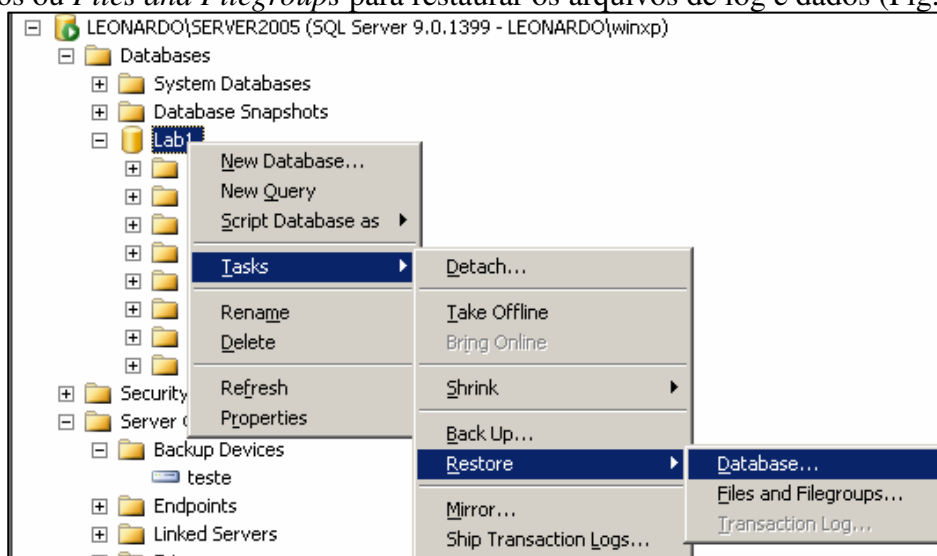 os ou Files and Filegroups para restaurar os arquivos de log e dados (Fig.
LEONARDO\SERVER2005 (SQL Server 9.0.1399 - LEONARDO\winxp)
Databases
System Databases
Database Snapshots
Lab1
New Database...
New Query
Script Database as
Tasks
Rename
Delete
Refresh
Properties
Detach...
Take Offline
Bring Online
Shrink
Back Up...
Restore
Mirror...
Ship Transaction Logs...
Database...
Files and Filegroups...
Transaction Log...
Security
Server
Backup Devices
teste
Endpoints
Linked Servers